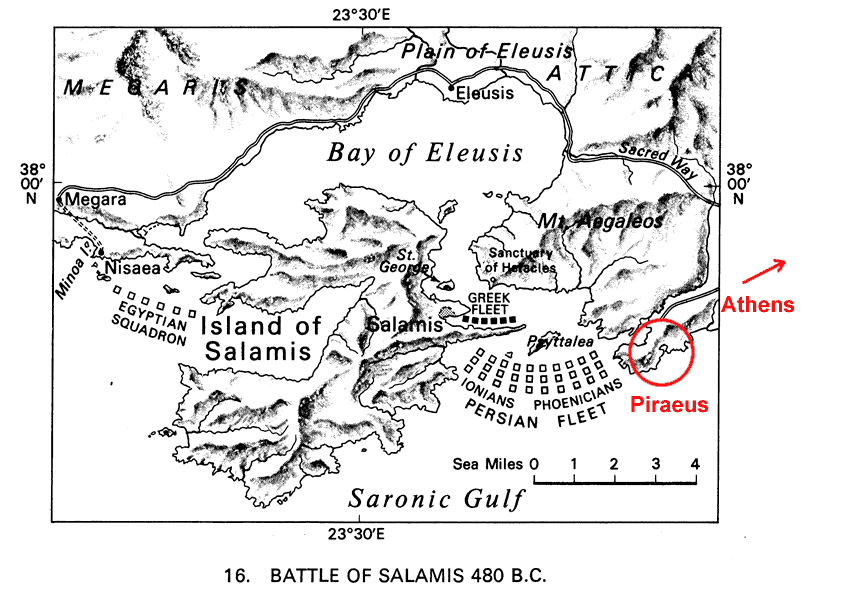 23°30'E
Plain of Eleusis
ATTICA
MEGARIS
Eleusis
Bay of Eleusis
Sacred Way
38°
00'
N
38°
00'
N
Megara
Mt. Aegaleos
Minoa I.
Nisaea
St.
George
Sanctuary
of Heracles
EGYPTIAN
SQUADRON
Island of
Salamis
Salamis
GREEK
FLEET
Athens
Psyttalea
IONIANS
PHOENICIANS
PERSIAN FLEET
Piraeus
Sea Miles 0 1 2 3 4
Saronic Gulf
23°30'E
16. BATTLE OF SALAMIS 480 B.C.